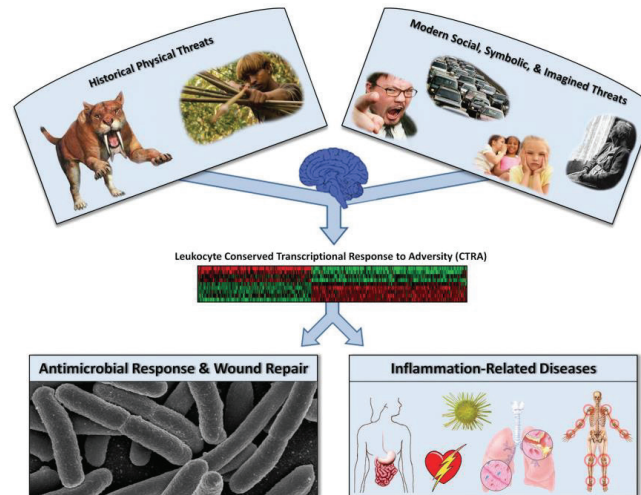 Historical Physical Threats
Modern Social, Symbolic, & Imagined Threats
Leukocyte Conserved Transcriptional Response to Adversity (CTRA)
Antimicrobial Response & Wound Repair
Inflammation-Related Diseases